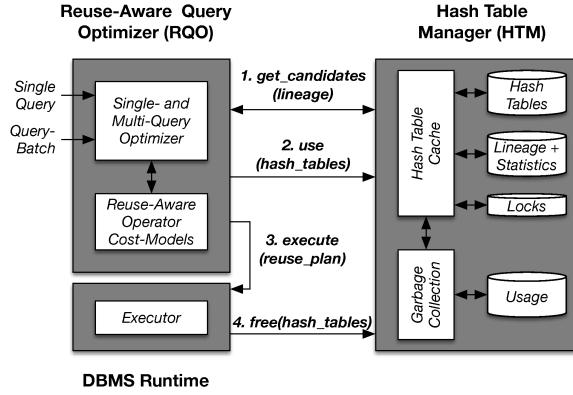 Reuse-Aware Query
Optimizer (RQO)
Hash Table
Manager (HTM)
Single
Query
Query-
Batch
Single- and
Multi-Query
Optimizer
Reuse-Aware
Operator
Cost-Models
1. get_candidates
(lineage)
2. use
(hash_tables)
3. execute
(reuse_plan)
4. free(hash_tables)
Executor
DBMS Runtime
Hash Table
Cache
Garbage
Collection
Hash
Tables
Lineage +
Statistics
Locks
Usage